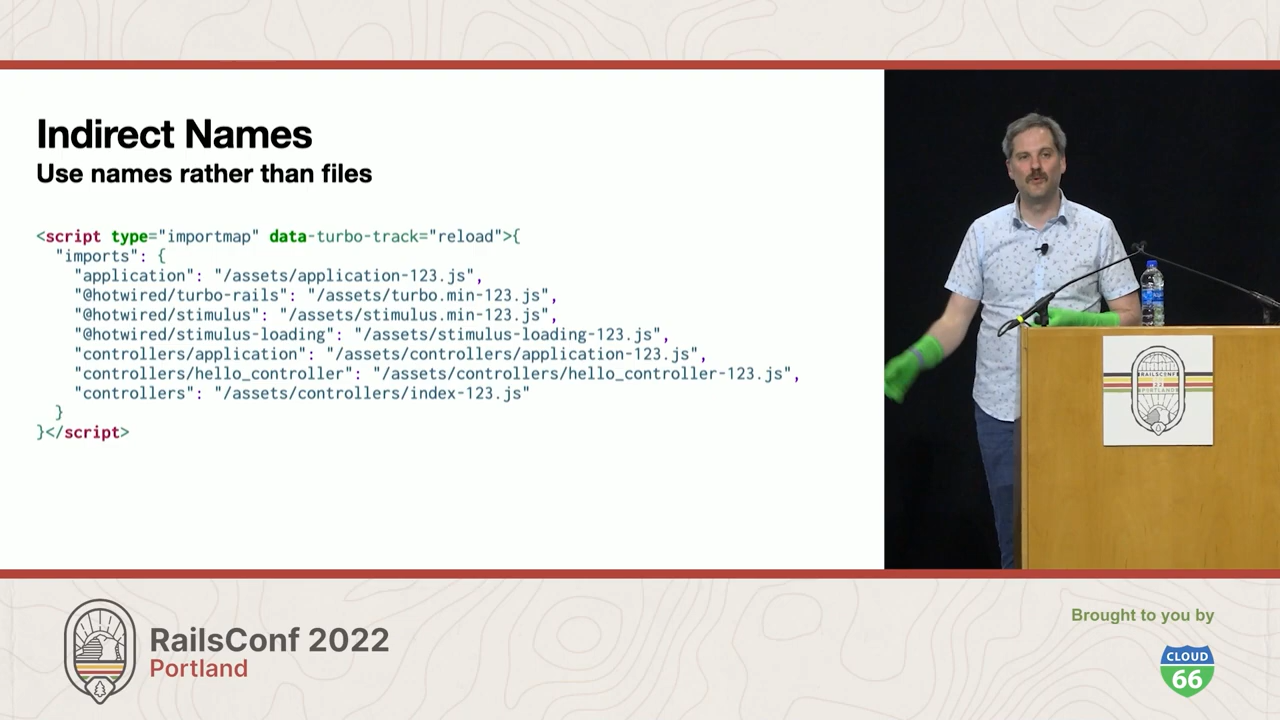 Indirect Names
Use names rather than files
<script type="importmap" data-turbo-track="reload">{
  "imports": {
    "application": "/assets/application-123.js",
    "@hotwired/turbo-rails": "/assets/turbo.min-123.js",
    "@hotwired/stimulus": "/assets/stimulus.min-123.js",
    "@hotwired/stimulus-loading": "/assets/stimulus-loading-123.js",
    "controllers/application": "/assets/controllers/application-123.js",
    "controllers/hello_controller": "/assets/controllers/hello_controller-123.js",
    "controllers": "/assets/controllers/index-123.js"
  }
}</script>
RAILSCONF
PORTLAND
RailsConf 2022
Portland
Brought to you by
CLOUD
66